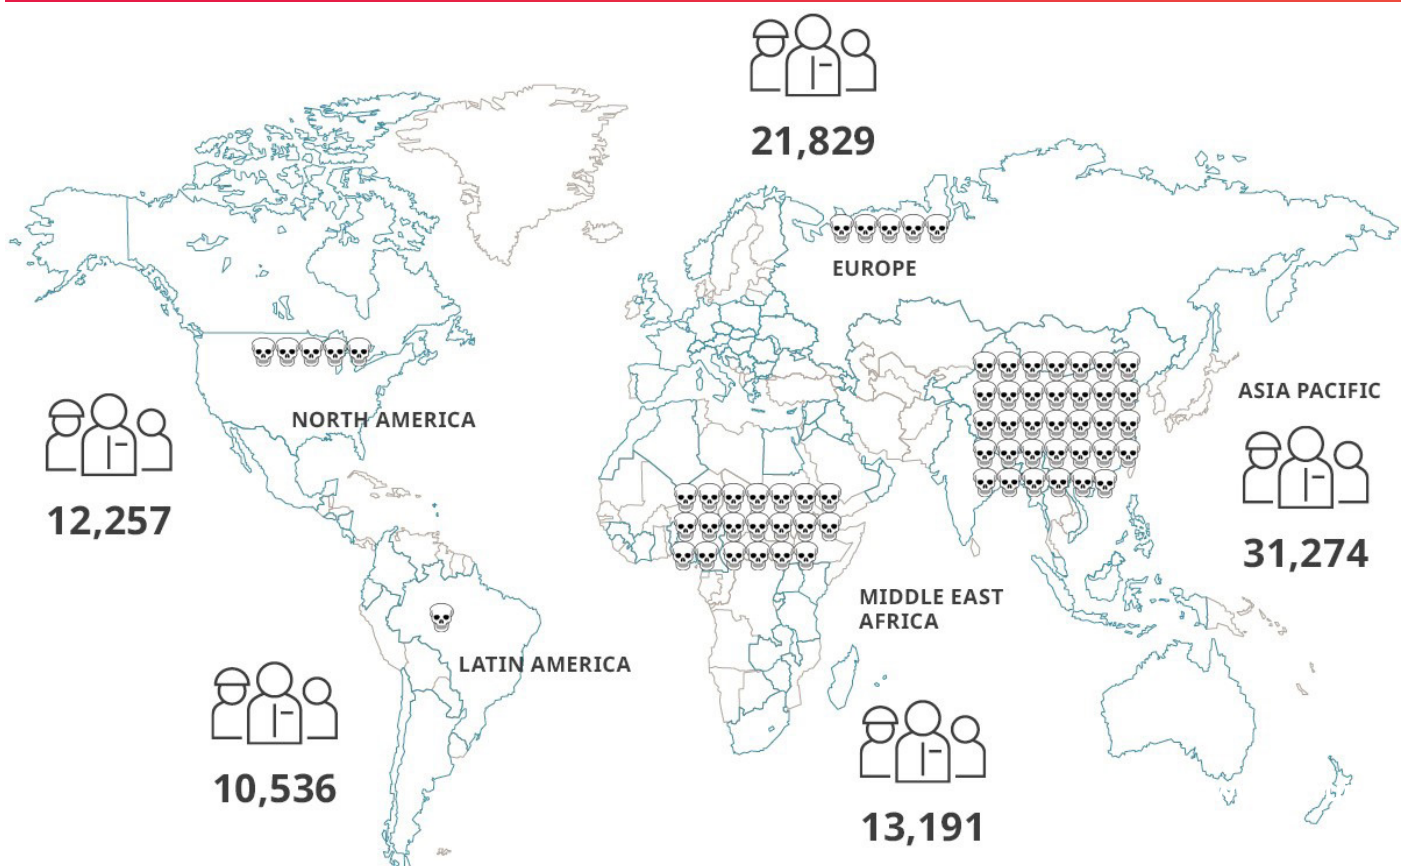 21,829
EUROPE
NORTH AMERICA
12,257
ASIA PACIFIC
31,274
MIDDLE EAST
AFRICA
LATIN AMERICA
10,536
13,191